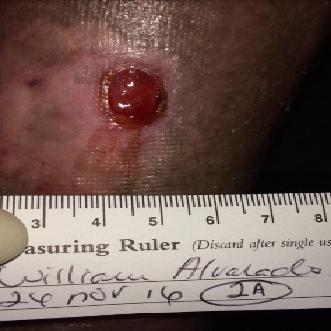 3 4 5 6 7 8
asuring Ruler (Discard after single us
William Alvarado
24 nov 16 2A